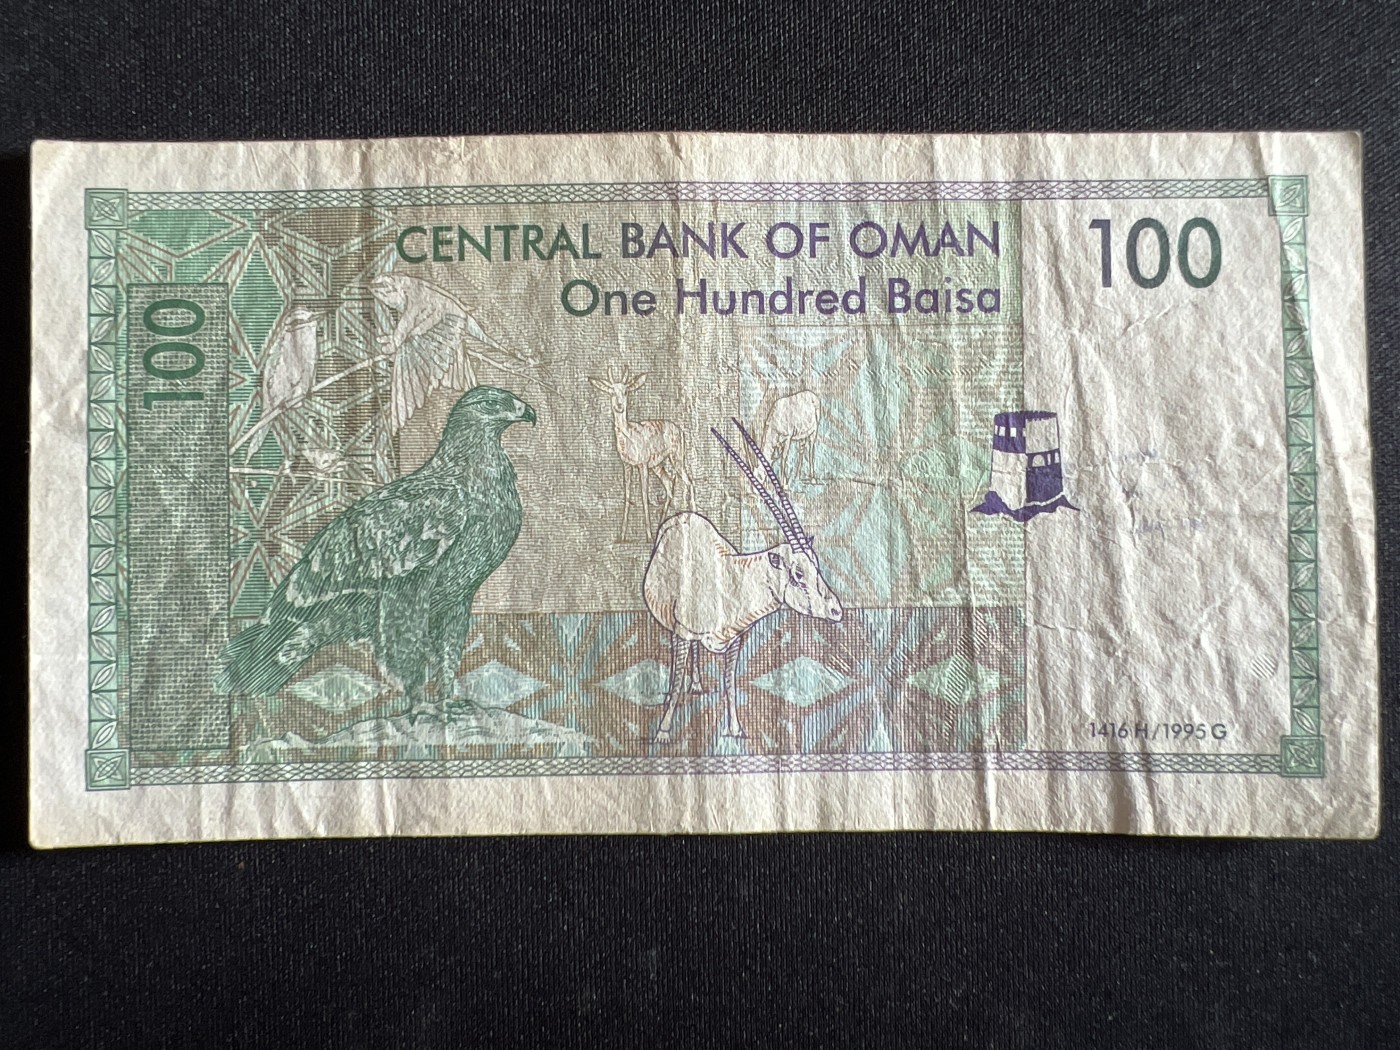 CENTRAL BANK OF OMAN
One Hundred Baisa
100
100
1416 H/1995 G